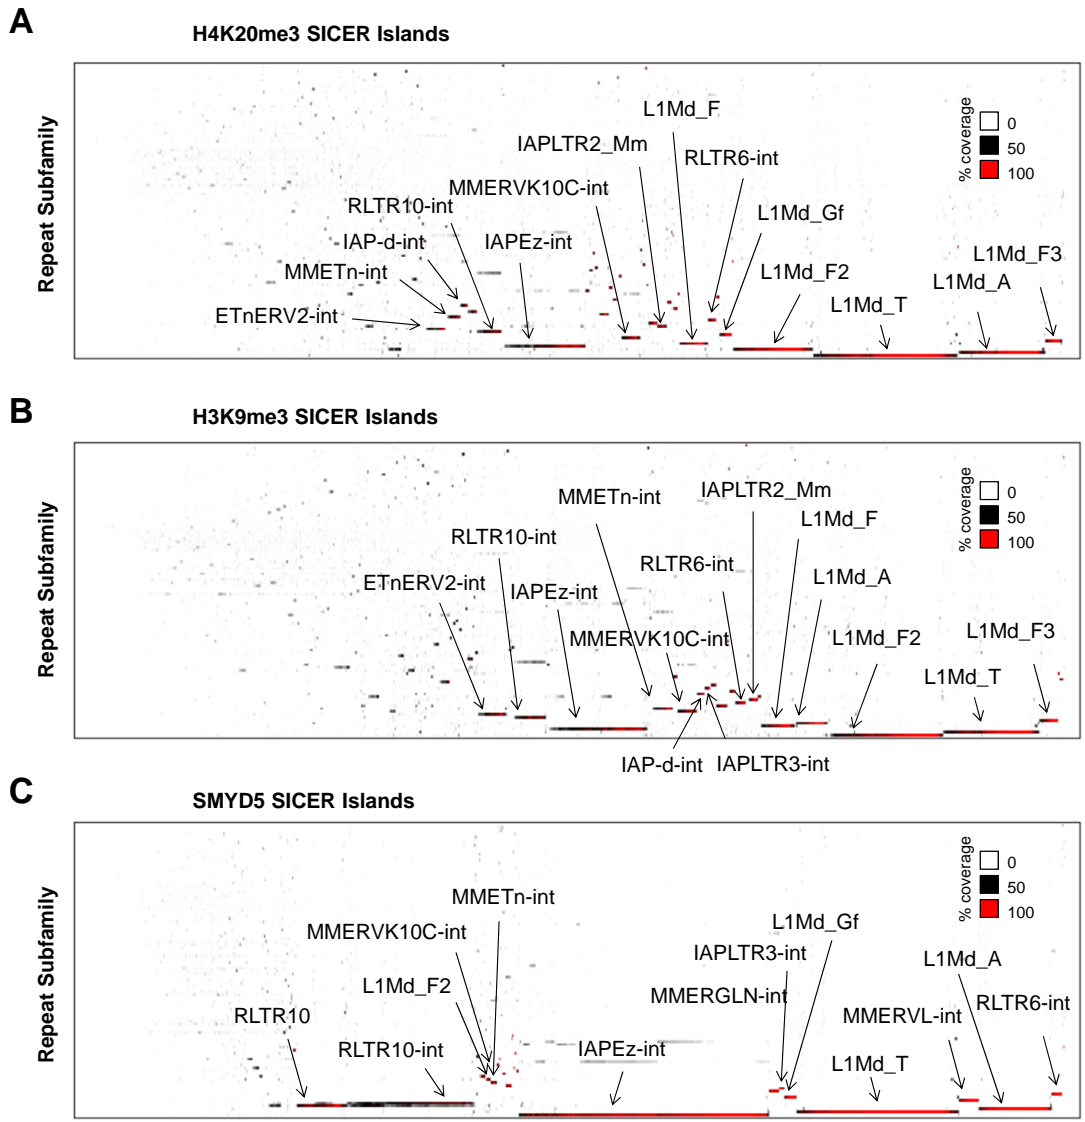 A
H4K20me3 SICER Islands
Repeat Subfamily
L1Md_F
IAPLTR2_Mm
RLTR6-int
MMERVK10C-int
RLTR10-int
L1Md_Gf
IAP-d-int
IAPEz-int
MMETn-int
L1Md_F2
L1Md_F3
L1Md_A
ETnERV2-int
L1Md_T
% coverage
0
50
100
B
H3K9me3 SICER Islands
Repeat Subfamily
MMETn-int
IAPLTR2_Mm
L1Md_F
RLTR10-int
RLTR6-int
ETnERV2-int
IAPEz-int
L1Md_A
MMERVK10C-int
L1Md_F2
L1Md_F3
L1Md_T
IAP-d-int
IAPLTR3-int
% coverage
0
50
100
C
SMYD5 SICER Islands
Repeat Subfamily
MMETn-int
MMERVK10C-int
L1Md_Gf
IAPLTR3-int
L1Md_A
L1Md_F2
MMERGLN-int
RLTR6-int
RLTR10
MMERVL-int
RLTR10-int
IAPEz-int
L1Md_T
% coverage
0
50
100